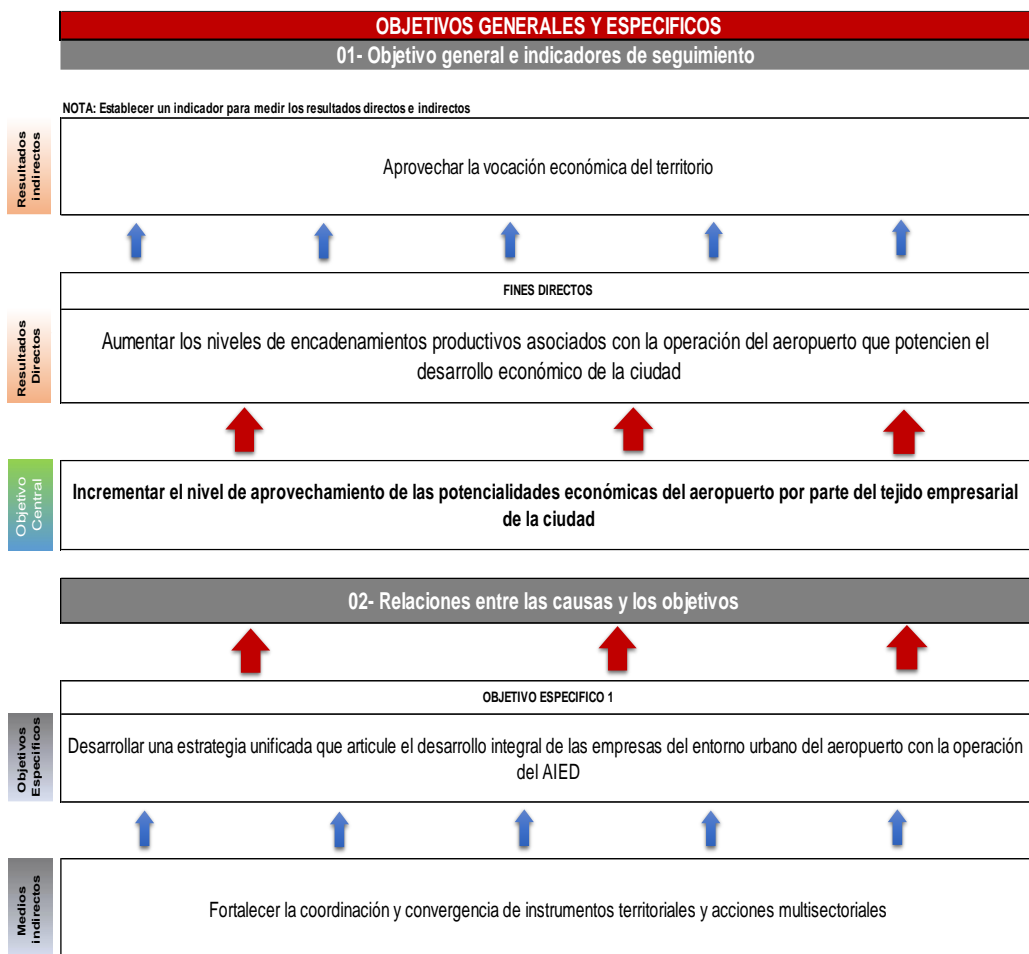 OBJETIVOS GENERALES Y ESPECIFICOS
01- Objetivo general e indicadores de seguimiento
NOTA: Establecer un indicador para medir los resultados directos e indirectos
Resultados
indirectos
Aprovechar la vocación económica del territorio
FINES DIRECTOS
Resultados
Directos
Aumentar los niveles de encadenamientos productivos asociados con la operación del aeropuerto que potencien el
desarrollo económico de la ciudad
Objetivo
Central
Incrementar el nivel de aprovechamiento de las potencialidades económicas del aeropuerto por parte del tejido empresarial
de la ciudad
02- Relaciones entre las causas y los objetivos
OBJETIVO ESPECIFICO 1
Objetivos
Especificos
Desarrollar una estrategia unificada que articule el desarrollo integral de las empresas del entorno urbano del aeropuerto con la operación
del AIED
Medios
indirectos
Fortalecer la coordinación y convergencia de instrumentos territoriales y acciones multisectoriales